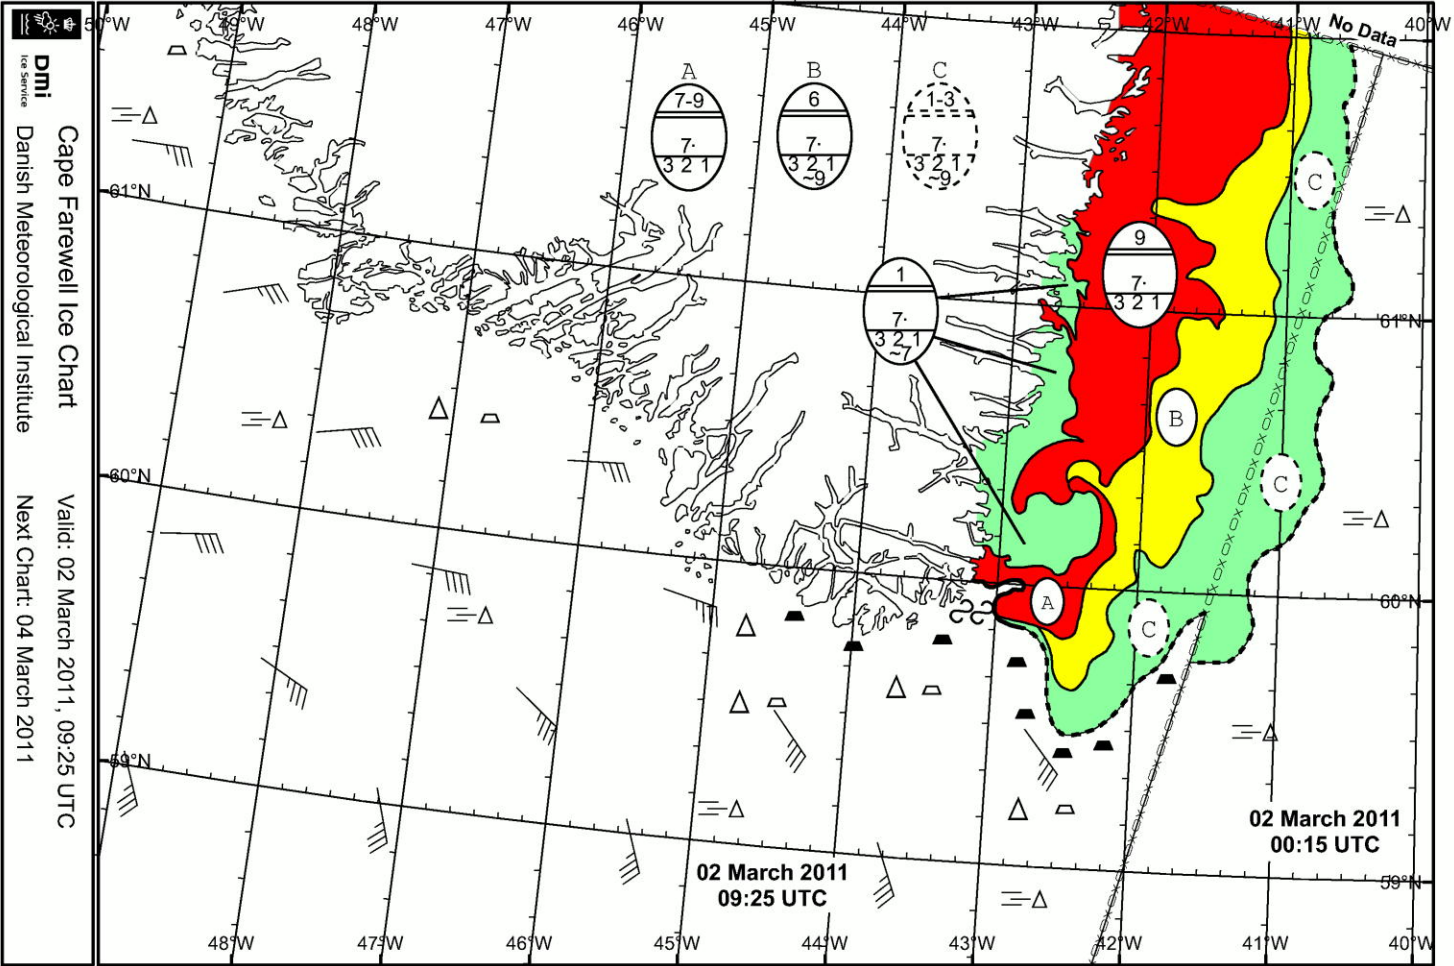 DMI
Ice Service
Cape Farewell Ice Chart
Danish Meteorological Institute
Valid: 02 March 2011, 09:25 UTC
Next Chart: 04 March 2011
50°W 49°W 48°W 47°W 46°W 45°W 44°W 43°W 42°W 41°W 40°W
No Data
A
7-9
7·
3 2 1
B
6
7·
3 2 1
~9
C
1-3
7·
3 2 1
~9
C
61°N
9
7·
3 2 1
1
7·
3 2 1
~7
61°N
B
60°N
C
A
60°N
C
59°N
02 March 2011
00:15 UTC
02 March 2011
09:25 UTC
59°N
48°W 47°W 46°W 45°W 44°W 43°W 42°W 41°W 40°W